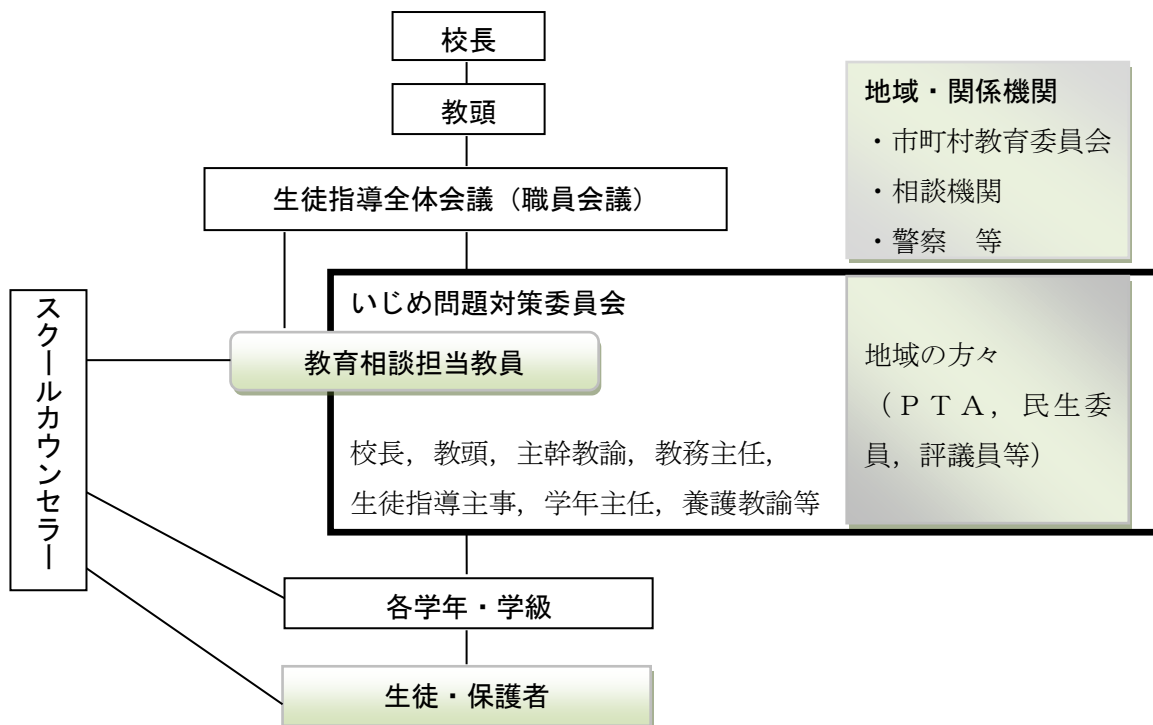 校長
教頭
生徒指導全体会議（職員会議）
地域・関係機関
・市町村教育委員会
・相談機関
・警察　等
スクールカウンセラー
いじめ問題対策委員会
教育相談担当教員
校長，教頭，主幹教諭，教務主任，
生徒指導主事，学年主任，養護教諭等
地域の方々
（ＰＴＡ，民生委
員，評議員等）
各学年・学級
生徒・保護者